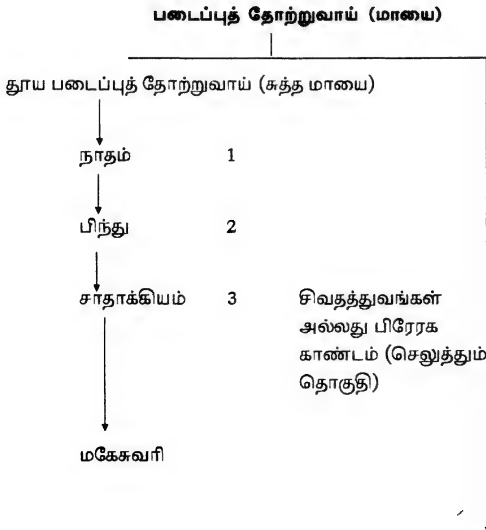 படைப்புத் தோற்றுவாய் (மாயை)
தூய படைப்புத் தோற்றுவாய் (சுத்த மாயை)
நாதம் 1
பிந்து 2
சாதாக்கியம் 3 சிவதத்துவங்கள்
அல்லது பிரேரக
காண்டம் (செலுத்தும்
தொகுதி)
மகேசுவரி